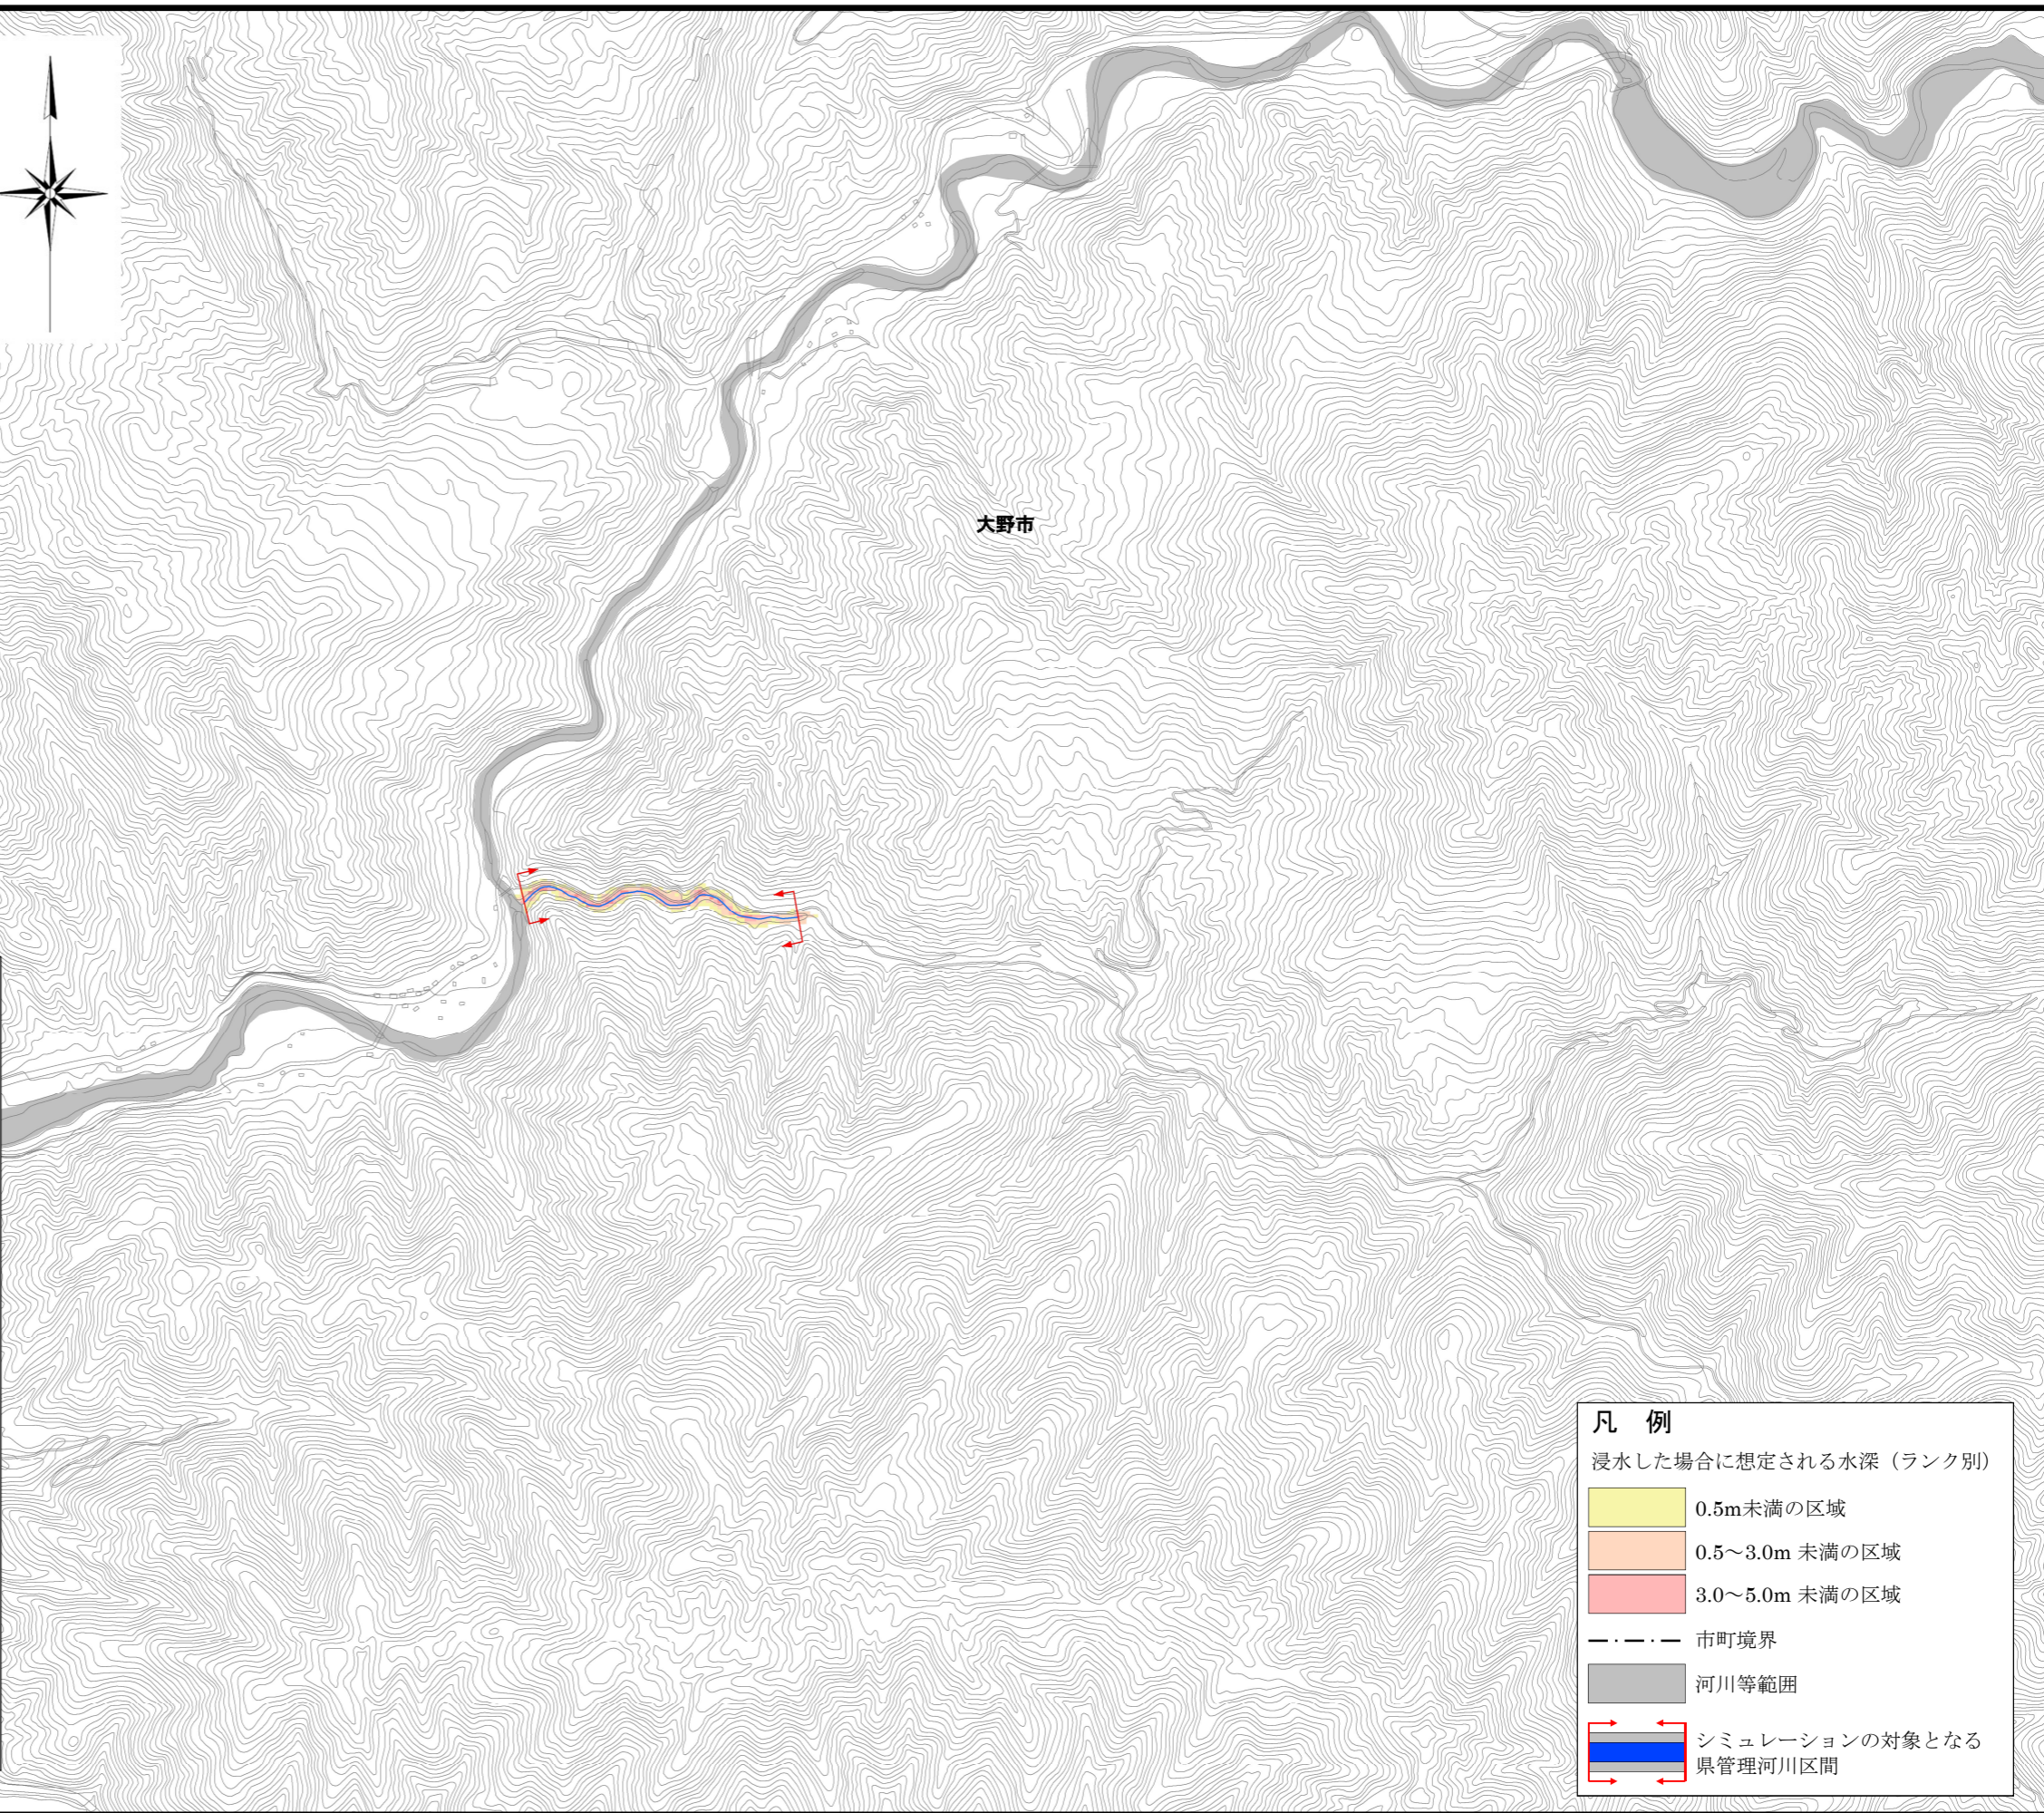 大野市
凡　例
浸水した場合に想定される水深（ランク別）
0.5m未満の区域
0.5～3.0m 未満の区域
3.0～5.0m 未満の区域
市町境界
河川等範囲
シミュレーションの対象となる
県管理河川区間